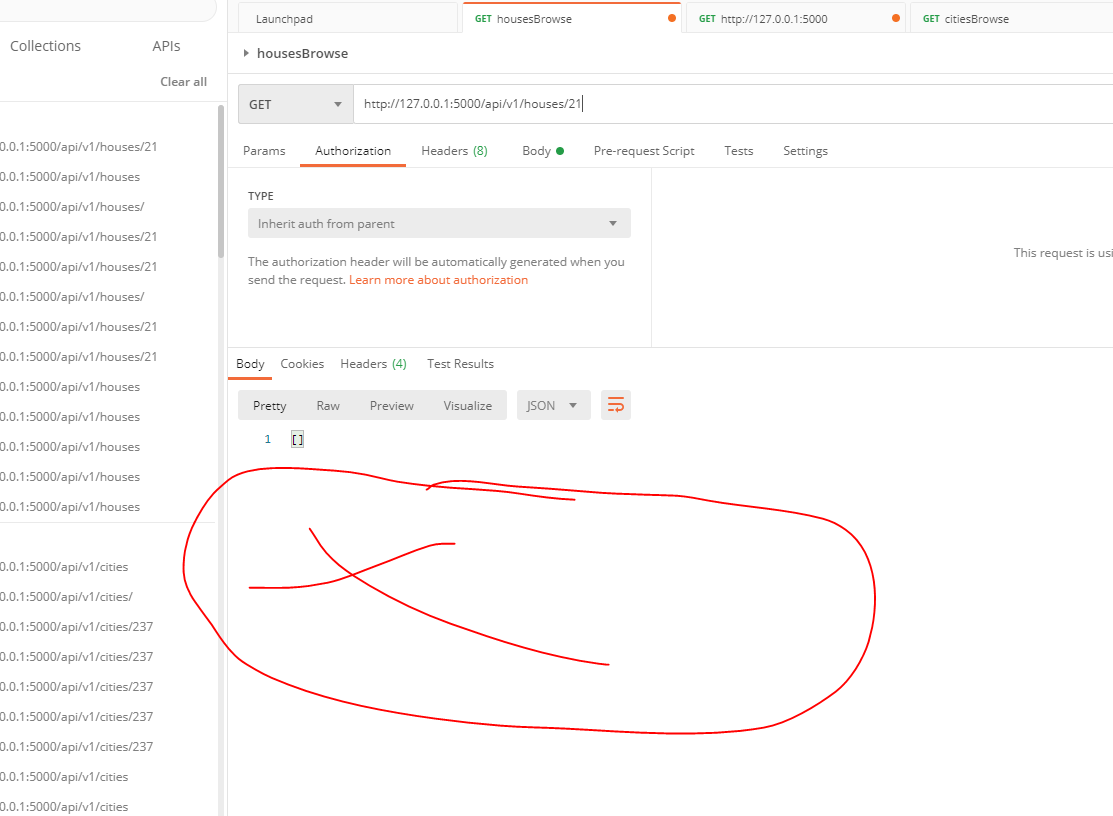 Collections APIs
Clear all
0.0.1:5000/api/v1/houses/21
0.0.1:5000/api/v1/houses
0.0.1:5000/api/v1/houses/
0.0.1:5000/api/v1/houses/21
0.0.1:5000/api/v1/houses/21
0.0.1:5000/api/v1/houses/
0.0.1:5000/api/v1/houses/21
0.0.1:5000/api/v1/houses/21
0.0.1:5000/api/v1/houses
0.0.1:5000/api/v1/houses
0.0.1:5000/api/v1/houses
0.0.1:5000/api/v1/houses
0.0.1:5000/api/v1/houses
0.0.1:5000/api/v1/cities
0.0.1:5000/api/v1/cities/
0.0.1:5000/api/v1/cities/237
0.0.1:5000/api/v1/cities/237
0.0.1:5000/api/v1/cities/237
0.0.1:5000/api/v1/cities/237
0.0.1:5000/api/v1/cities/237
0.0.1:5000/api/v1/cities
0.0.1:5000/api/v1/cities
Launchpad GET housesBrowse GET http://127.0.0.1:5000 GET citiesBrowse
housesBrowse
GET http://127.0.0.1:5000/api/v1/houses/21
Params Authorization Headers (8) Body Pre-request Script Tests Settings
TYPE
Inherit auth from parent
The authorization header will be automatically generated when you
send the request. Learn more about authorization
This request is usi
Body Cookies Headers (4) Test Results
Pretty Raw Preview Visualize JSON
1 []